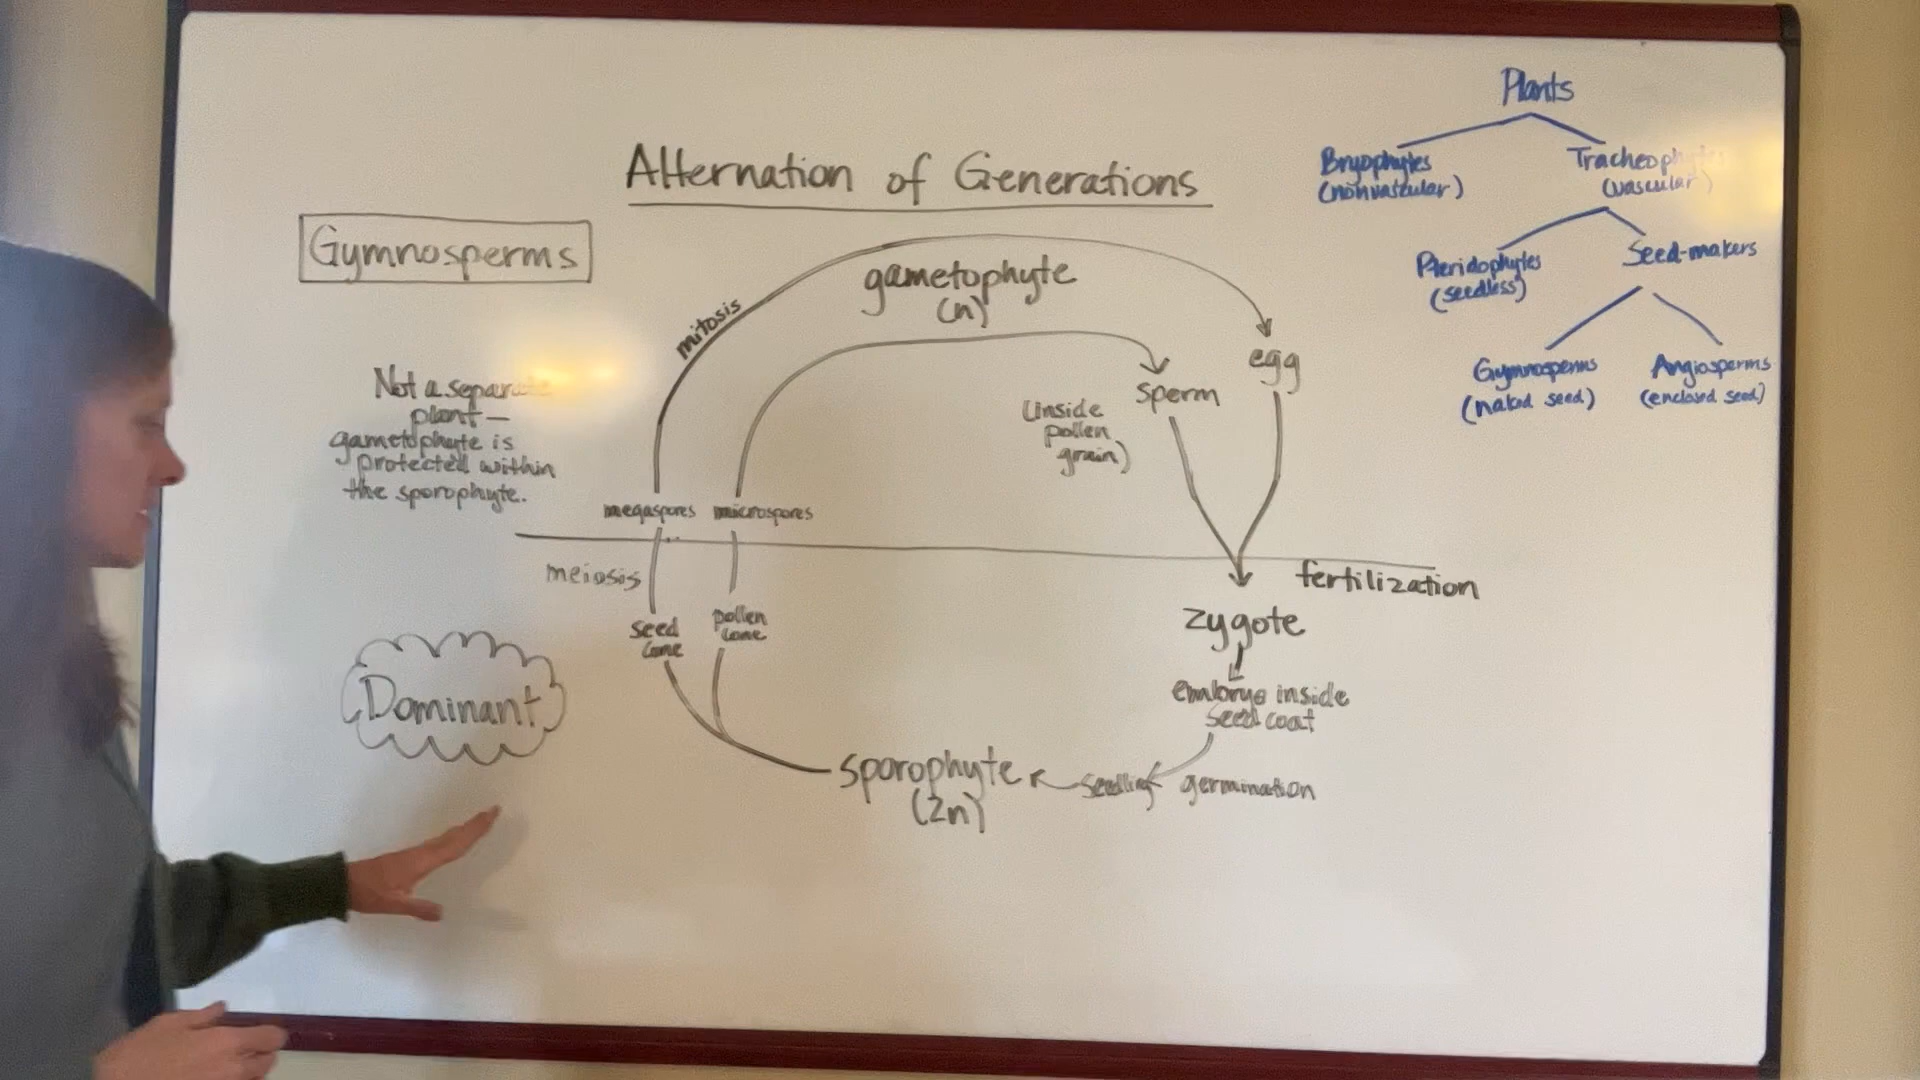 Alternation of Generations
Gymnosperms
Plants
Bryophytes
(nonvascular)
Tracheophytes
(vascular)
Pteridophytes
(seedless)
Seed-makers
Gymnosperms
(naked seed)
Angiosperms
(enclosed seed)
mitosis
gametophyte
(n)
egg
sperm
(inside
pollen
grain)
Not a separate
plant—
gametophyte is
protected within
the sporophyte.
megaspores
microspores
meiosis
fertilization
seed
cone
pollen
cone
zygote
embryo inside
seed coat
Dominant
sporophyte
(2n)
seedling
germination